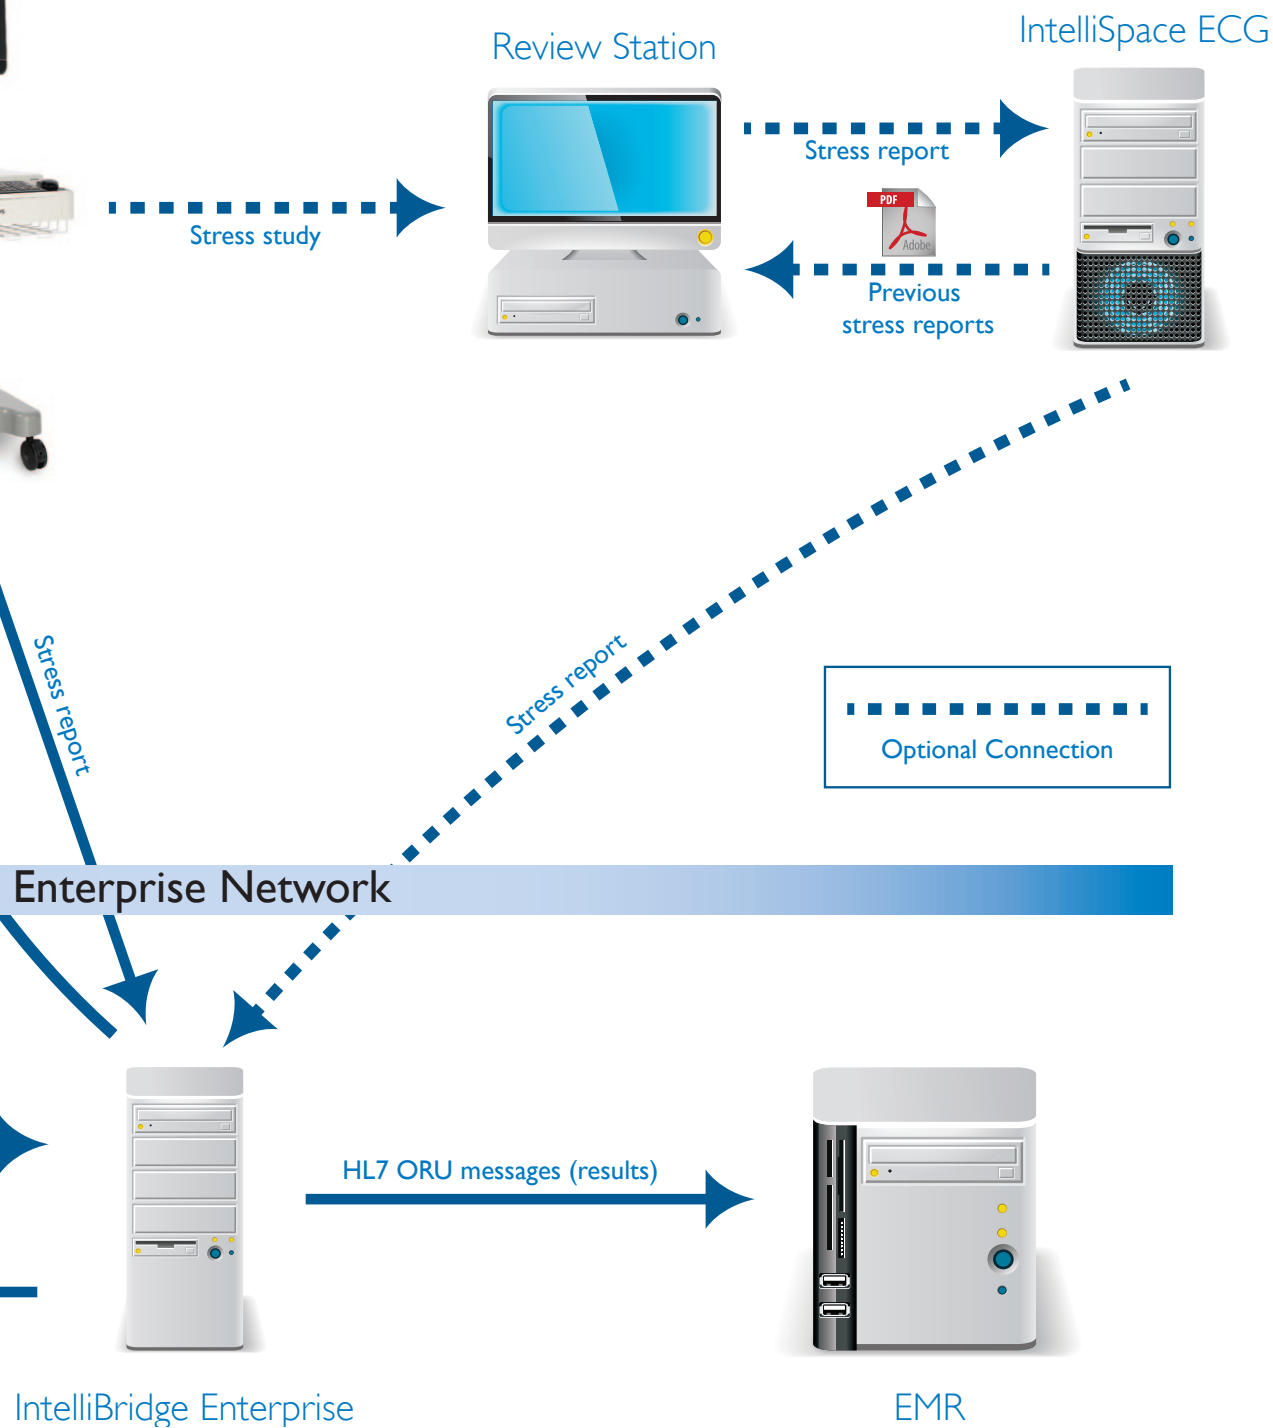 IntelliSpace ECG
Review Station
Stress report
PDF
Adobe
Stress study
Previous
stress reports
Stress report
Stress report
Optional Connection
Enterprise Network
HL7 ORU messages (results)
IntelliBridge Enterprise
EMR